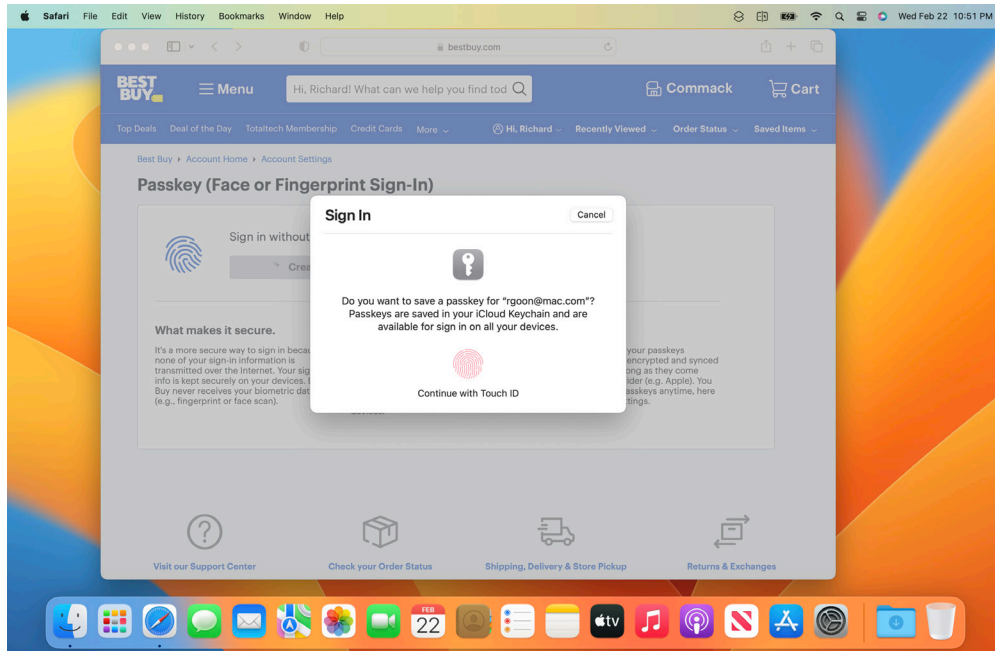 Safari File Edit View History Bookmarks Window Help
Wed Feb 22 10:51 PM
bestbuy.com
BEST
BUY
Menu
Hi, Richard! What can we help you find tod
Commack
Cart
Top Deals Deal of the Day Totaltech Membership Credit Cards More
Hi, Richard
Recently Viewed
Order Status
Saved Items
Best Buy Account Home Account Settings
Passkey (Face or Fingerprint Sign-In)
Sign in without
Crea
Sign In
Cancel
Do you want to save a passkey for “rgoon@mac.com”?
Passkeys are saved in your iCloud Keychain and are
available for sign in on all your devices.
Continue with Touch ID
What makes it secure.
It's a more secure way to sign in becau
none of your sign-in information is
transmitted over the Internet. Your sig
info is kept securely on your devices.
Buy never receives your biometric dat
(e.g., fingerprint or face scan).
your passkeys
encrypted and synced
ong as they come
ider (e.g. Apple). You
asskeys anytime, here
tings.
Visit our Support Center
Check your Order Status
Shipping, Delivery & Store Pickup
Returns & Exchanges
FEB
22
tv